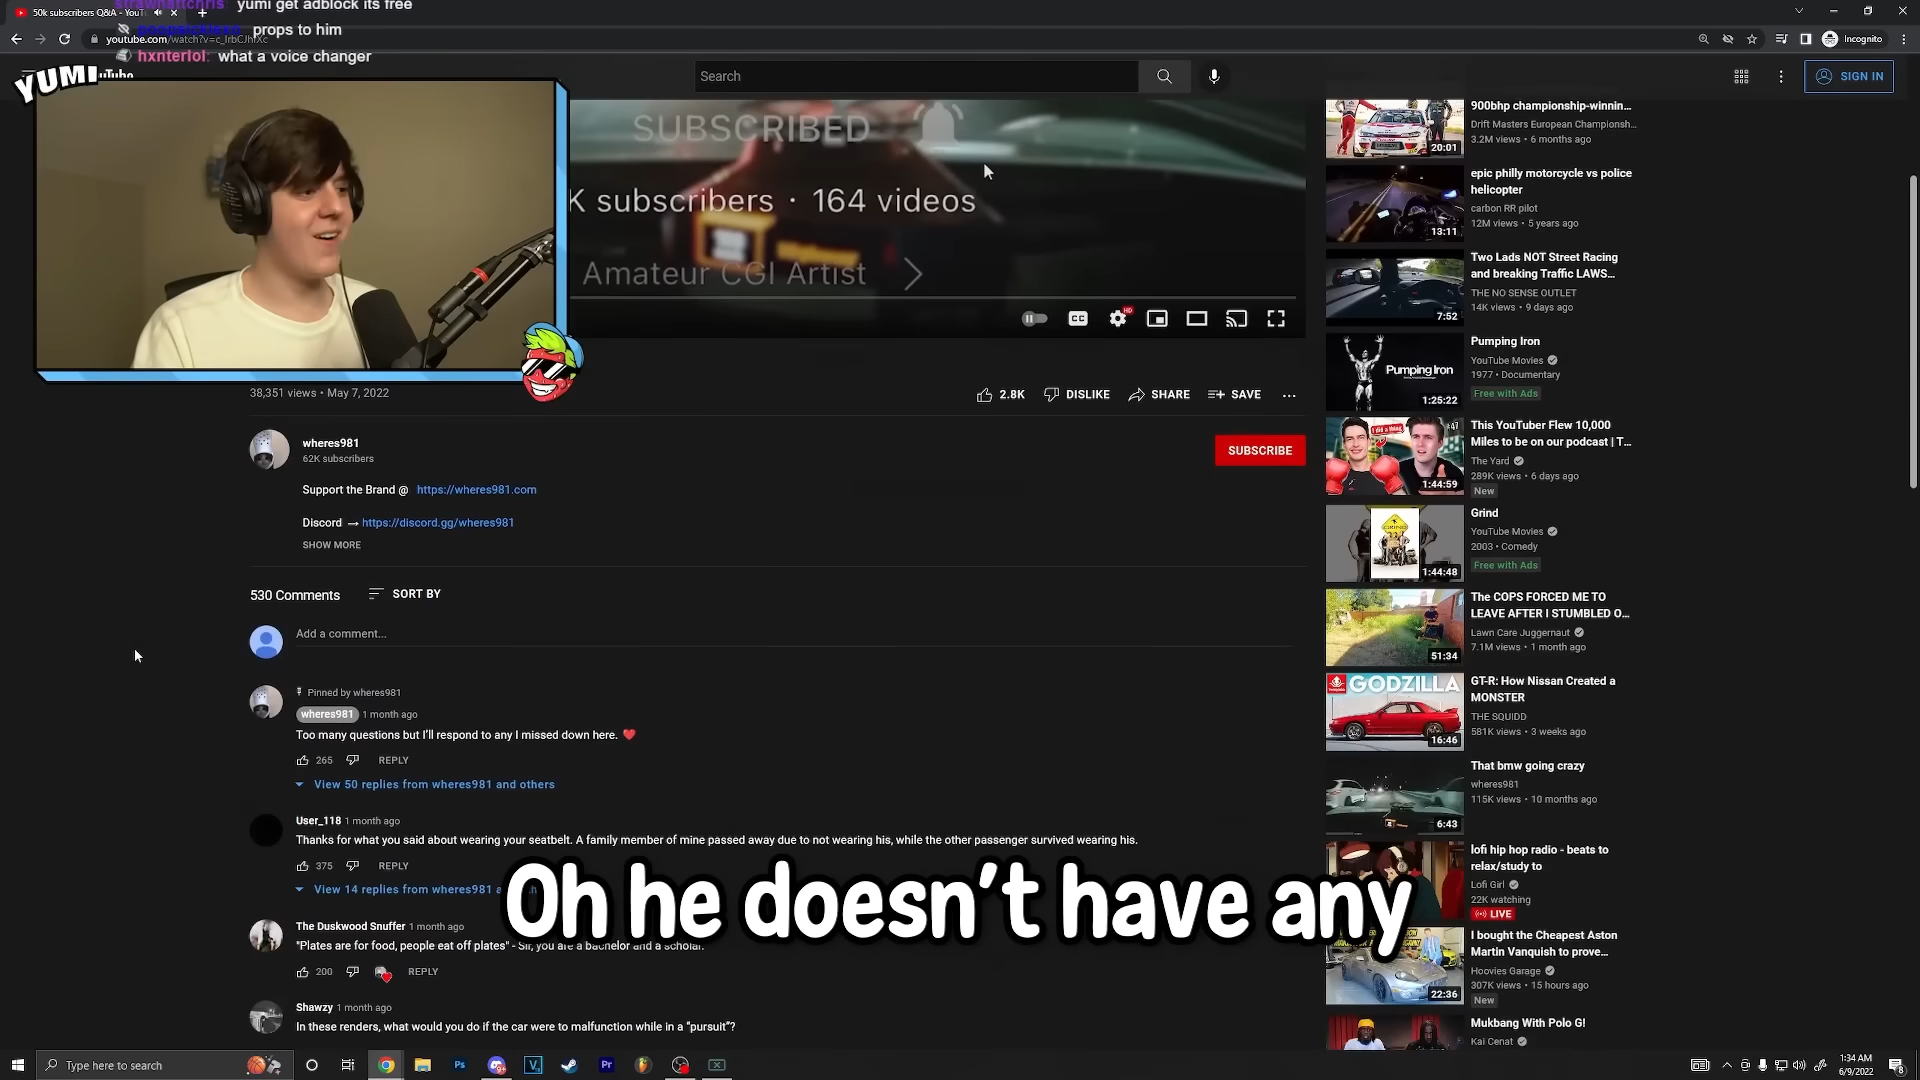 50k subscribers Q&A - YouT
strawhattchris: yumi get adblock its free
props to him
youtube.com/watch?v=c_IrbCJhfXc
hxnterlol: what a voice changer
Incognito
YUMI
Search
SIGN IN
SUBSCRIBED
K subscribers · 164 videos
Amateur CGI Artist
CC
HD
38,351 views • May 7, 2022
2.8K
DISLIKE
SHARE
SAVE
wheres981
62K subscribers
SUBSCRIBE
Support the Brand @ https://wheres981.com
Discord → https://discord.gg/wheres981
SHOW MORE
530 Comments
SORT BY
Add a comment...
Pinned by wheres981
wheres981 1 month ago
Too many questions but I'll respond to any I missed down here. ❤️
265 REPLY
View 50 replies from wheres981 and others
User_118 1 month ago
Thanks for what you said about wearing your seatbelt. A family member of mine passed away due to not wearing his, while the other passenger survived wearing his.
375 REPLY
View 14 replies from wheres981
Oh he doesn't have any
The Duskwood Snuffer 1 month ago
"Plates are for food, people eat off plates" - Sir, you are a bachelor and a scholar.
200 REPLY
Shawzy 1 month ago
In these renders, what would you do if the car were to malfunction while in a "pursuit"?
900bhp championship-winnin...
Drift Masters European Championsh...
3.2M views • 6 months ago
20:01
epic philly motorcycle vs police
helicopter
carbon RR pilot
12M views • 5 years ago
13:11
Two Lads NOT Street Racing
and breaking Traffic LAWS...
THE NO SENSE OUTLET
14K views • 9 days ago
7:52
Pumping Iron
YouTube Movies
1977 • Documentary
Free with Ads
Pumping Iron
1:25:22
This YouTuber Flew 10,000
Miles to be on our podcast | T...
The Yard
289K views • 6 days ago
New
I did a thing
#47
1:44:59
Grind
YouTube Movies
2003 • Comedy
Free with Ads
GRIND
1:44:48
The COPS FORCED ME TO
LEAVE AFTER I STUMBLED O...
Lawn Care Juggernaut
7.1M views • 1 month ago
51:34
GT-R: How Nissan Created a
MONSTER
THE SQUIDD
581K views • 3 weeks ago
GODZILLA
16:46
That bmw going crazy
wheres981
115K views • 10 months ago
6:43
lofi hip hop radio - beats to
relax/study to
Lofi Girl
22K watching
LIVE
I bought the Cheapest Aston
Martin Vanquish to prove...
Hoovies Garage
307K views • 15 hours ago
New
22:36
Mukbang With Polo G!
Kai Cenat
Type here to search
Ps
Pr
1:34 AM
6/9/2022
8